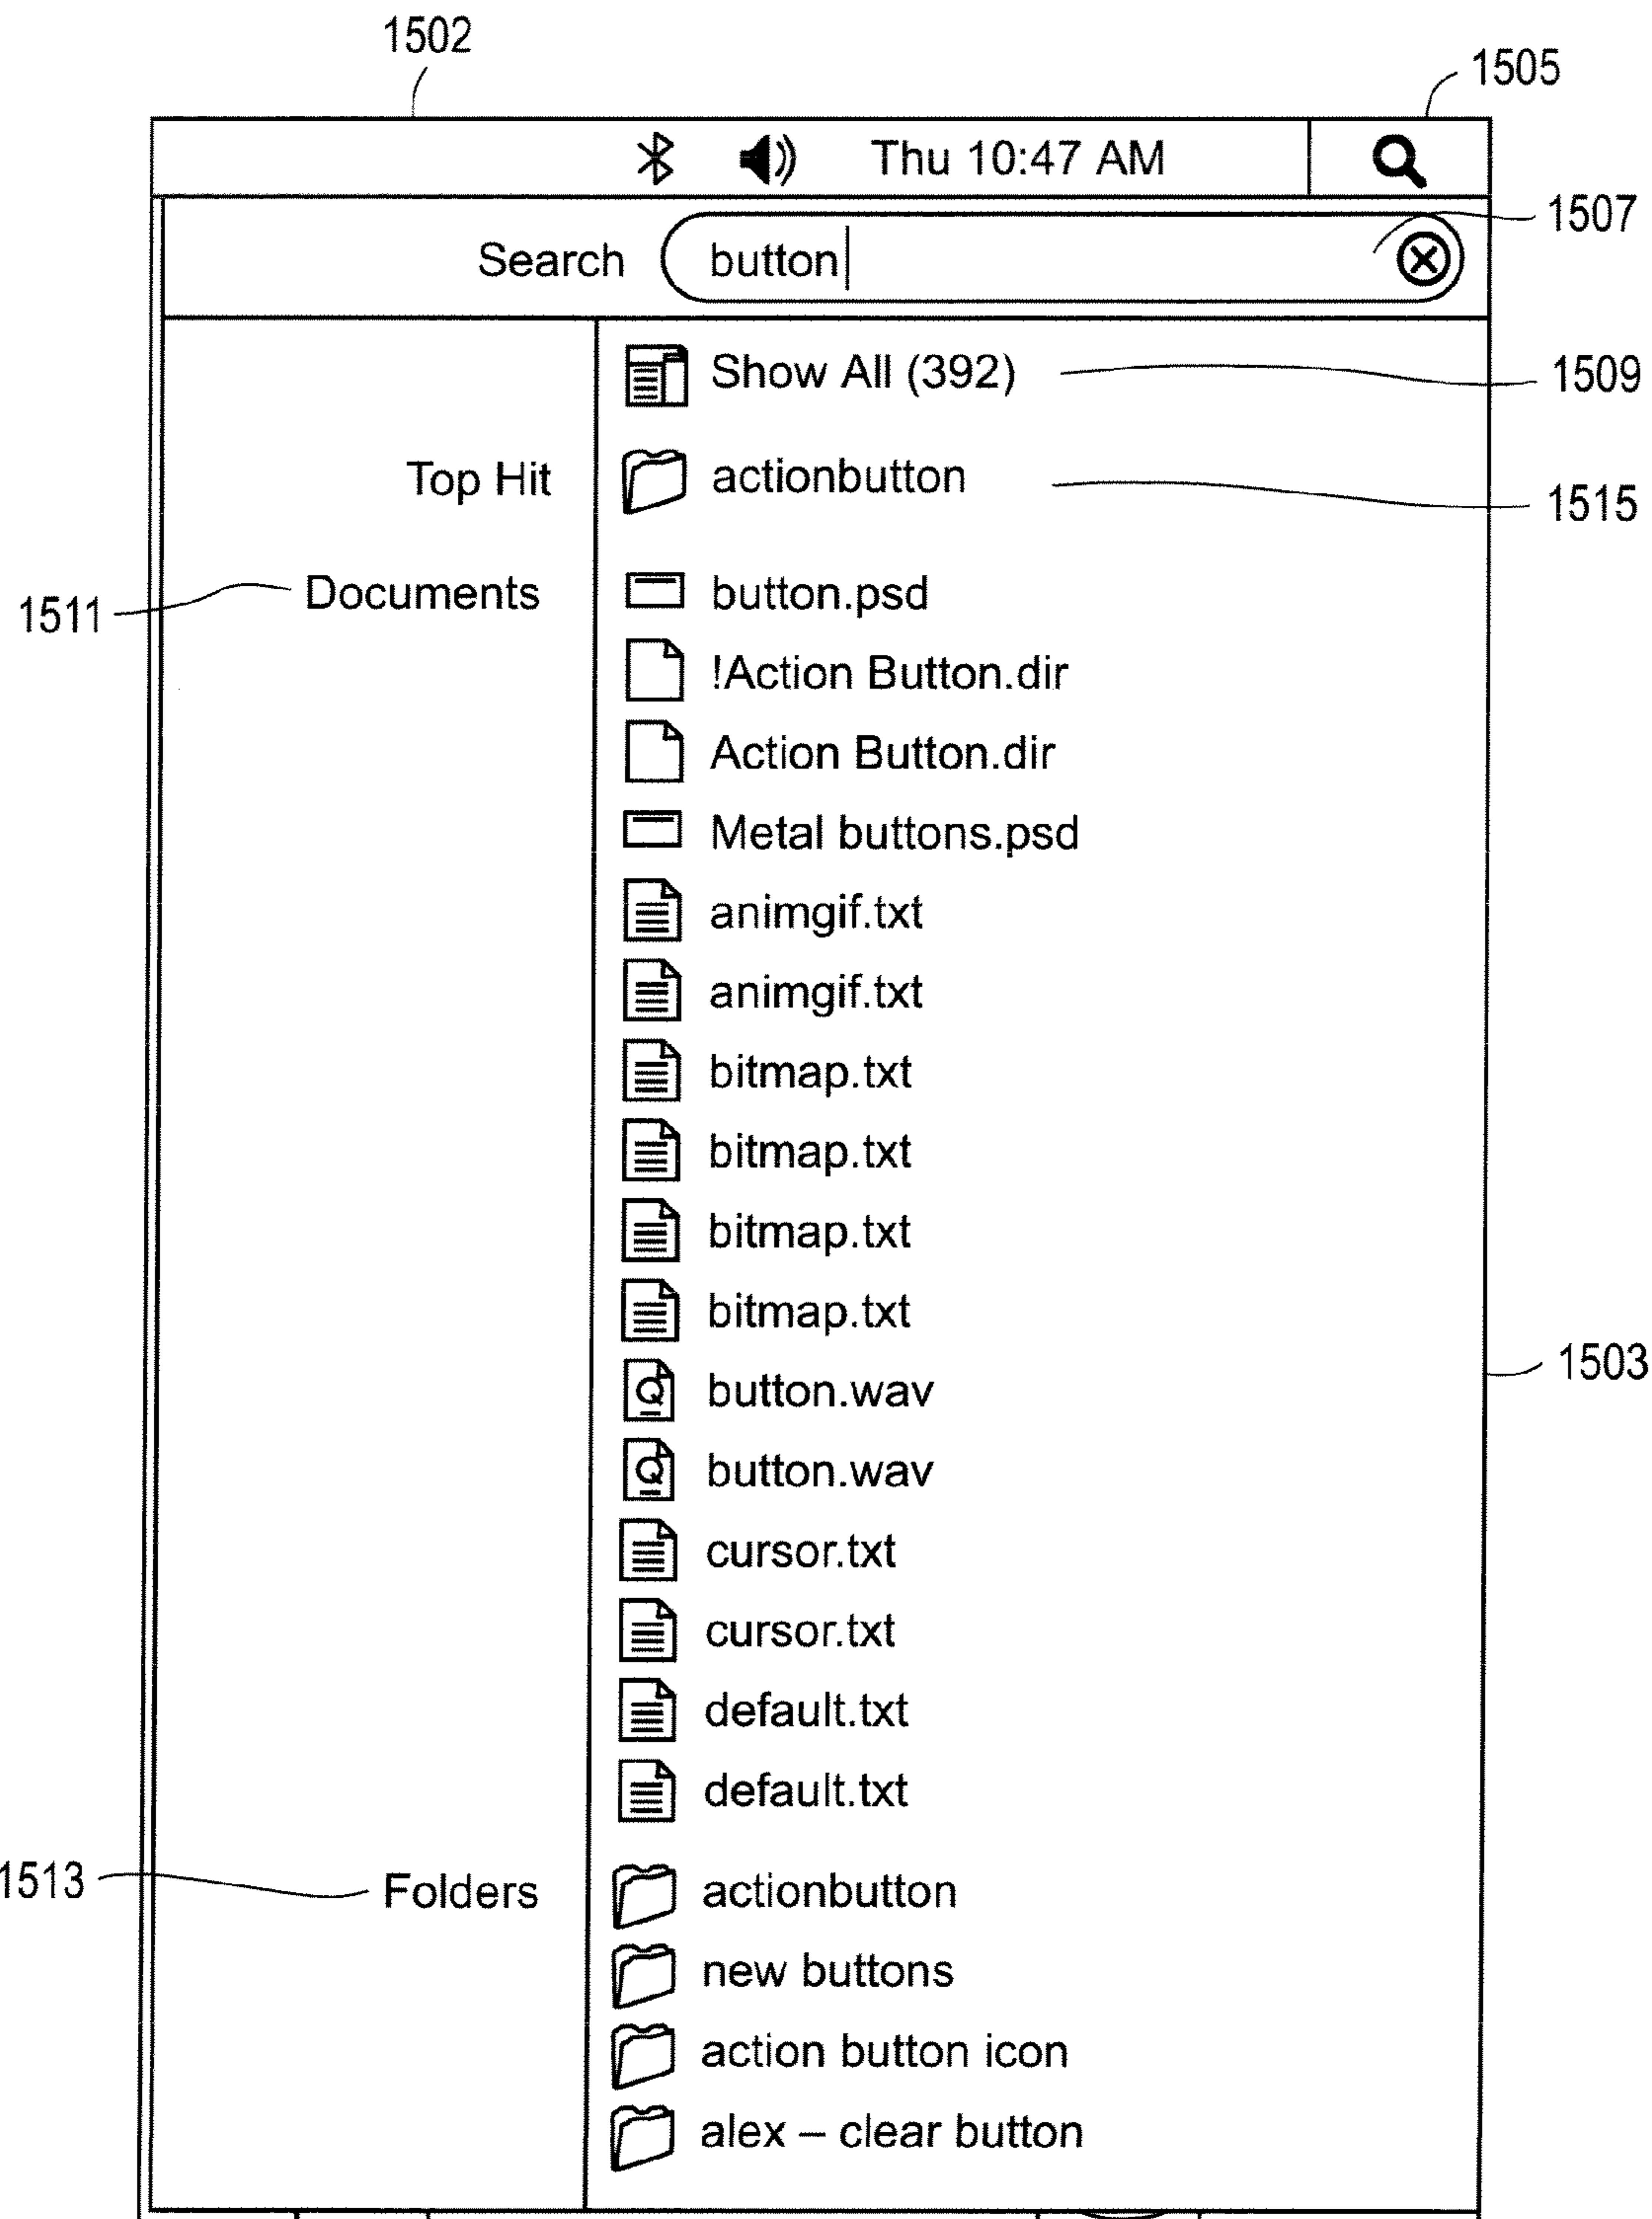 1502
1505
Thu 10:47 AM
1507
Search button
Show All (392) 1509
Top Hit actionbutton
1515
1511 Documents button.psd
!Action Button.dir
Action Button.dir
Metal buttons.psd
animgif.txt
animgif.txt
bitmap.txt
bitmap.txt
bitmap.txt
bitmap.txt
1503
button.wav
button.wav
cursor.txt
cursor.txt
default.txt
default.txt
1513 Folders actionbutton
new buttons
action button icon
alex – clear button